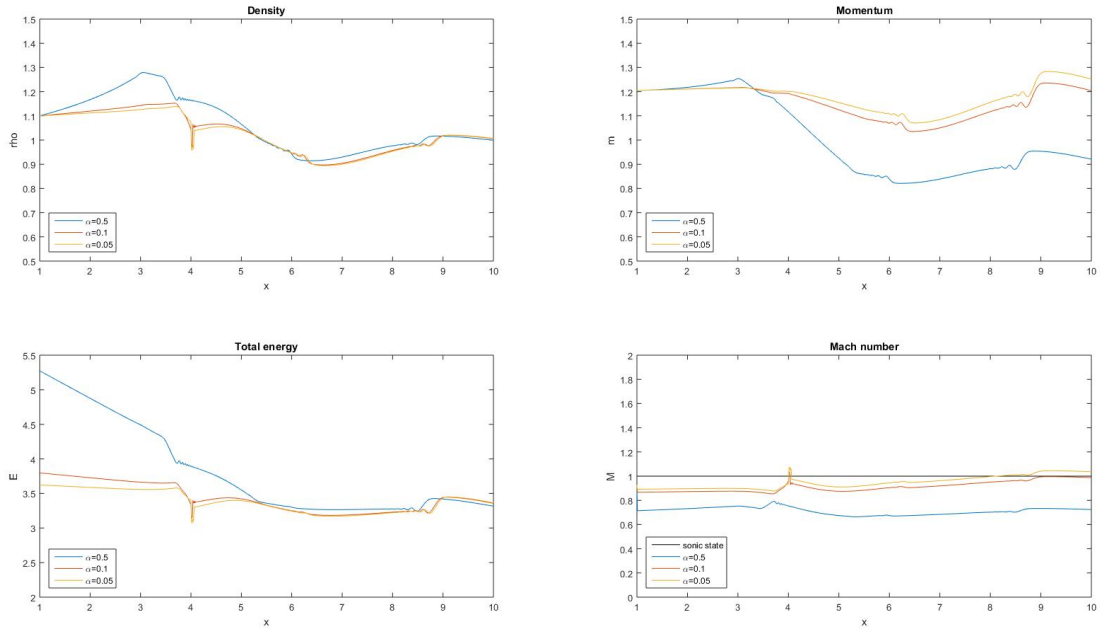 Density
1.5
1.4
1.3
1.2
1.1
1
0.9
0.8
0.7
0.6
0.5
rho
α=0.5
α=0.1
α=0.05
1 2 3 4 5 6 7 8 9 10
x
Momentum
1.5
1.4
1.3
1.2
1.1
1
0.9
0.8
0.7
0.6
0.5
m
α=0.5
α=0.1
α=0.05
1 2 3 4 5 6 7 8 9 10
x
Total energy
5.5
5
4.5
4
3.5
3
2.5
2
E
α=0.5
α=0.1
α=0.05
1 2 3 4 5 6 7 8 9 10
x
Mach number
2
1.8
1.6
1.4
1.2
1
0.8
0.6
0.4
0.2
0
M
sonic state
α=0.5
α=0.1
α=0.05
1 2 3 4 5 6 7 8 9 10
x